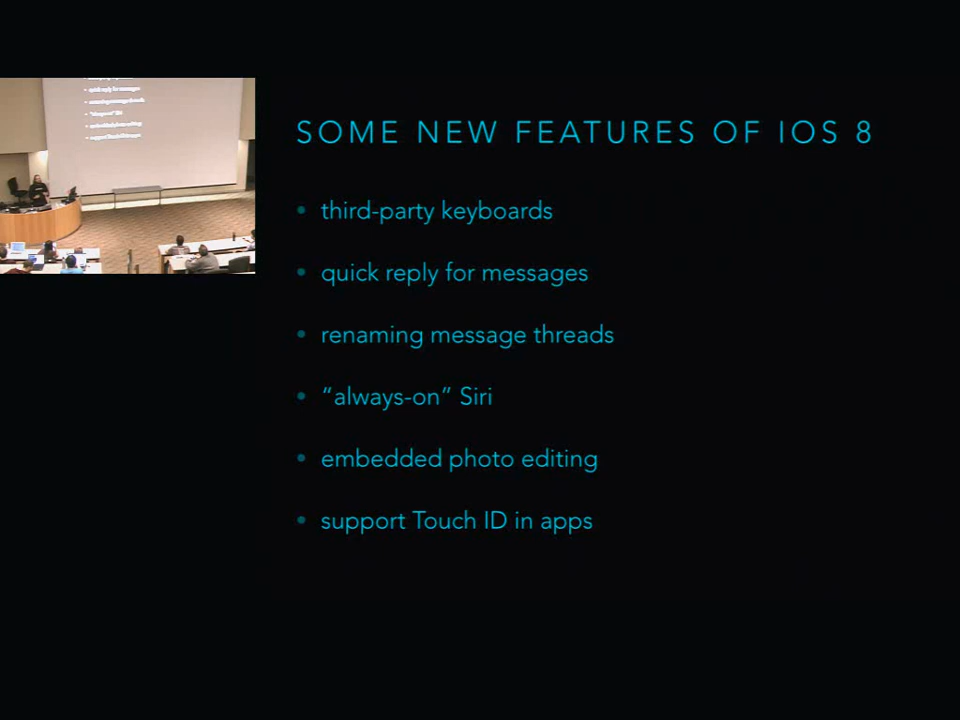 SOME NEW FEATURES OF IOS 8
• third-party keyboards
• quick reply for messages
• renaming message threads
• “always-on” Siri
• embedded photo editing
• support Touch ID in apps